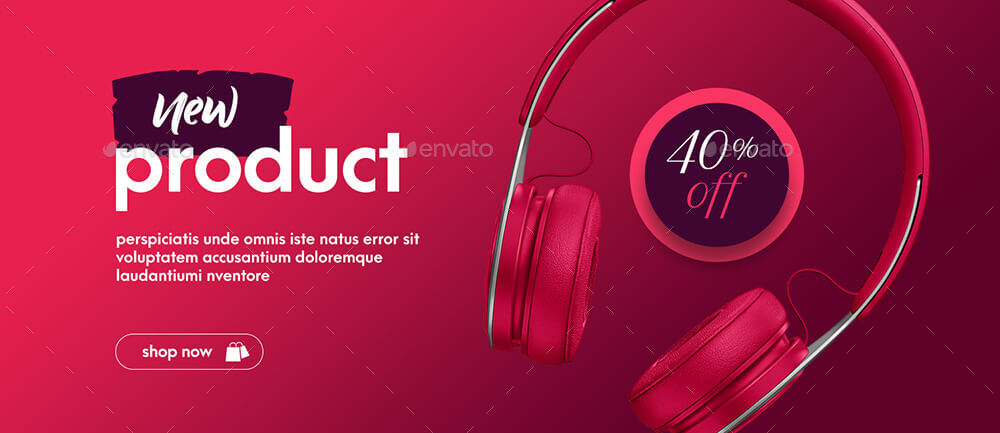 new
product
perspiciatis unde omnis iste natus error sit
voluptatem accusantium doloremque
laudantiumi nventore
shop now
40%
off
envato
envato
envato